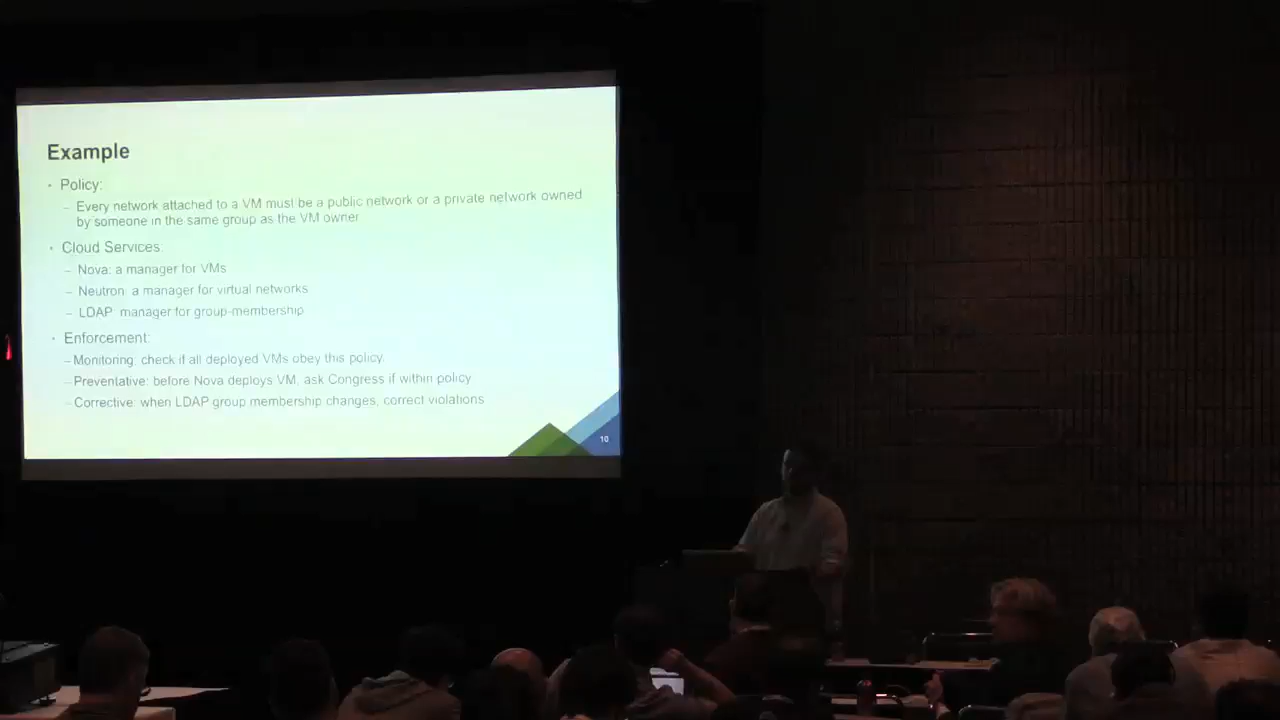 Example
• Policy:
– Every network attached to a VM must be a public network or a private network owned
by someone in the same group as the VM owner
• Cloud Services:
– Nova: a manager for VMs
– Neutron: a manager for virtual networks
– LDAP: manager for group-membership
• Enforcement:
– Monitoring: check if all deployed VMs obey this policy.
– Preventative: before Nova deploys VM, ask Congress if within policy
– Corrective: when LDAP group membership changes, correct violations
10